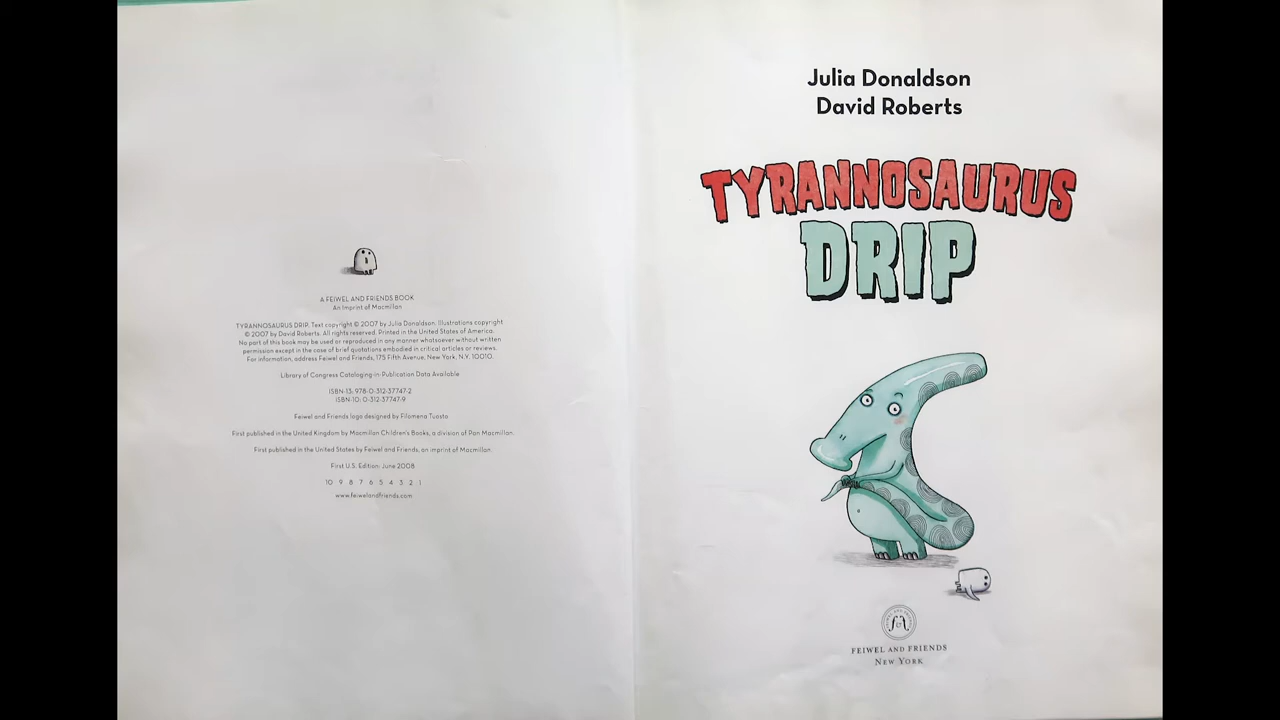 A FEIWEL AND FRIENDS BOOK
An Imprint of Macmillan
TYRANNOSAURUS DRIP. Text copyright © 2007 by Julia Donaldson. Illustrations copyright
© 2007 by David Roberts. All rights reserved. Printed in the United States of America.
No part of this book may be used or reproduced in any manner whatsoever without written
permission except in the case of brief quotations embodied in critical articles or reviews.
For information, address Feiwel and Friends, 175 Fifth Avenue, New York, N.Y. 10010.
Library of Congress Cataloging-in-Publication Data Available
ISBN-13: 978-0-312-37747-2
ISBN-10: 0-312-37747-9
Feiwel and Friends logo designed by Filomena Tuosto
First published in the United Kingdom by Macmillan Children's Books, a division of Pan Macmillan.
First published in the United States by Feiwel and Friends, an imprint of Macmillan.
First U.S. Edition: June 2008
10 9 8 7 6 5 4 3 2 1
www.feiwelandfriends.com
Julia Donaldson
David Roberts
TYRANNOSAURUS
DRIP
FEIWEL AND FRIENDS
NEW YORK